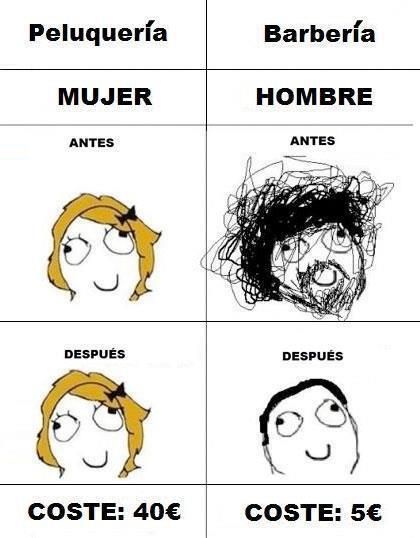 Peluquería
Barbería
MUJER
HOMBRE
ANTES
ANTES
DESPUÉS
DESPUÉS
COSTE: 40€
COSTE: 5€